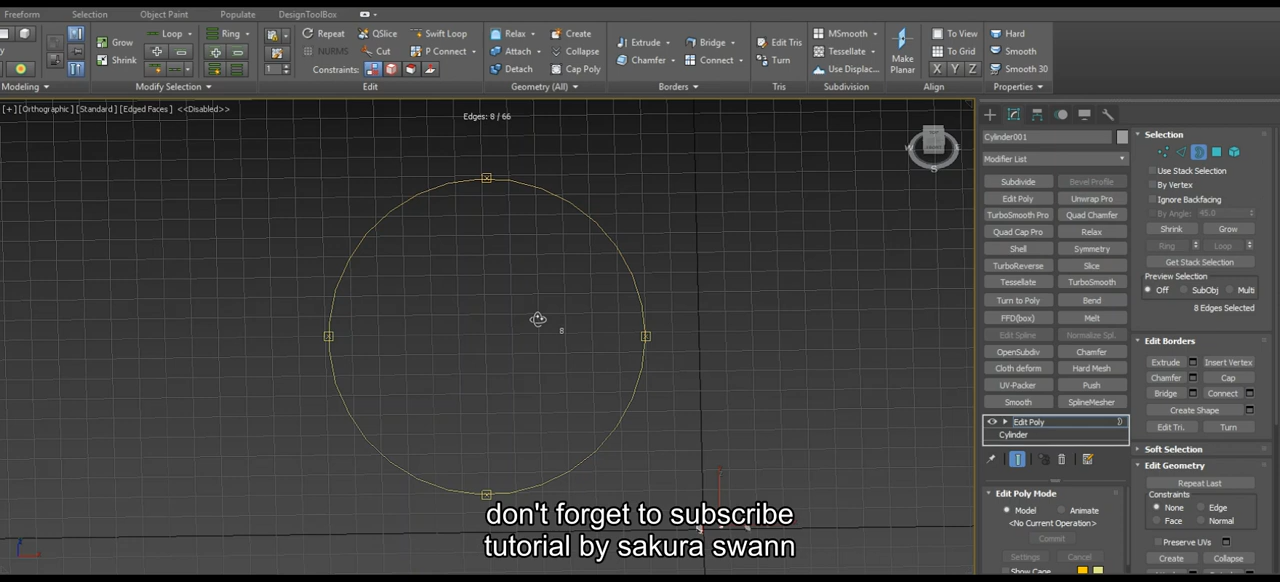 Freeform Selection Object Paint Populate DesignToolBox
Grow Loop Ring Repeat QSlice Swift Loop Relax Create Extrude Bridge Edit Tris MSmooth To View Hard
Shrink NURMS Cut P Connect Attach Collapse Chamfer Connect Turn Tessellate Make Planar To Grid Smooth
1 Constraints: Detach Cap Poly Use Displac... X Y Z Smooth 30
Modeling Modify Selection Edit Geometry (All) Borders Tris Subdivision Align Properties
[+] [Orthographic] [Standard] [Edged Faces] <<Disabled>>
Edges: 8 / 66
8
W
S
Cylinder001
Modifier List
Subdivide Bevel Profile
Edit Poly Unwrap Pro
TurboSmooth Pro Quad Chamfer
Quad Cap Pro Relax
Shell Symmetry
TurboReverse Slice
Tessellate TurboSmooth
Turn to Poly Bend
FFD(box) Melt
Edit Spline Normalize Spl.
OpenSubdiv Chamfer
Cloth deform Hard Mesh
UV-Packer Push
Smooth SplineMesher
Edit Poly
Cylinder
Edit Poly Mode
Model Animate
<No Current Operation>
Commit
Settings Cancel
Show Cage
Selection
Use Stack Selection
By Vertex
Ignore Backfacing
By Angle: 45.0
Shrink Grow
Ring Loop
Get Stack Selection
Preview Selection
Off SubObj Multi
8 Edges Selected
Edit Borders
Extrude Insert Vertex
Chamfer Cap
Bridge Connect
Create Shape
Edit Tri. Turn
Soft Selection
Edit Geometry
Repeat Last
Constraints
None Edge
Face Normal
Preserve UVs
Create Collapse
don't forget to subscribe
tutorial by sakura swann